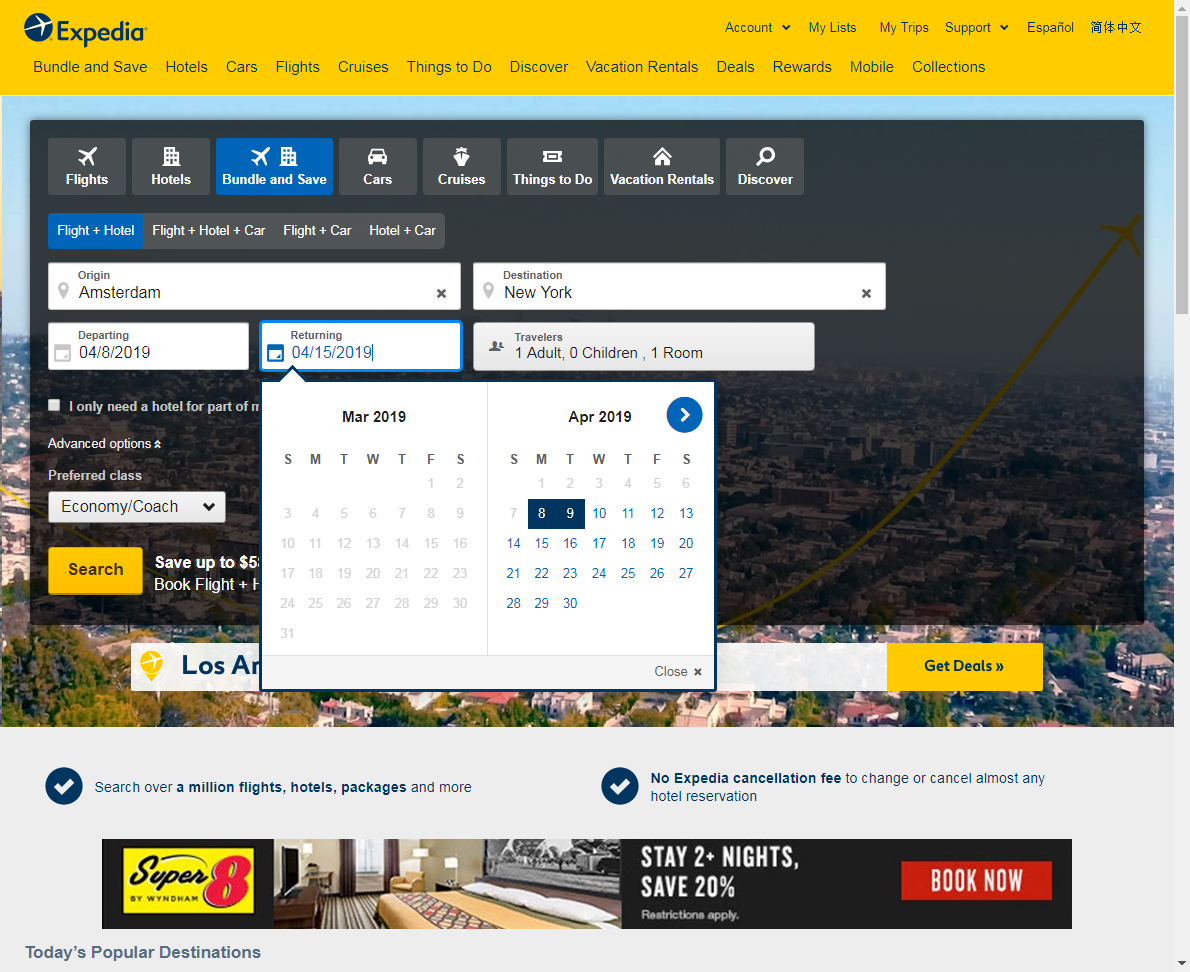 Expedia
Account My Lists My Trips Support Español 简体中文
Bundle and Save Hotels Cars Flights Cruises Things to Do Discover Vacation Rentals Deals Rewards Mobile Collections
Flights Hotels Bundle and Save Cars Cruises Things to Do Vacation Rentals Discover
Flight + Hotel Flight + Hotel + Car Flight + Car Hotel + Car
Origin
Amsterdam
Destination
New York
Departing
04/8/2019
Returning
04/15/2019
Travelers
1 Adult, 0 Children , 1 Room
I only need a hotel for part of
Advanced options
Preferred class
Economy/Coach
Search
Save up to
Book Flight +
Mar 2019
S M T W T F S
1 2
3 4 5 6 7 8 9
10 11 12 13 14 15 16
17 18 19 20 21 22 23
24 25 26 27 28 29 30
31
Apr 2019
S M T W T F S
1 2 3 4 5 6
7 8 9 10 11 12 13
14 15 16 17 18 19 20
21 22 23 24 25 26 27
28 29 30
Close ×
Los
Get Deals »
Search over a million flights, hotels, packages and more
No Expedia cancellation fee to change or cancel almost any
hotel reservation
Super 8
BY WYNDHAM
STAY 2+ NIGHTS,
SAVE 20%
Restrictions apply.
BOOK NOW
Today's Popular Destinations